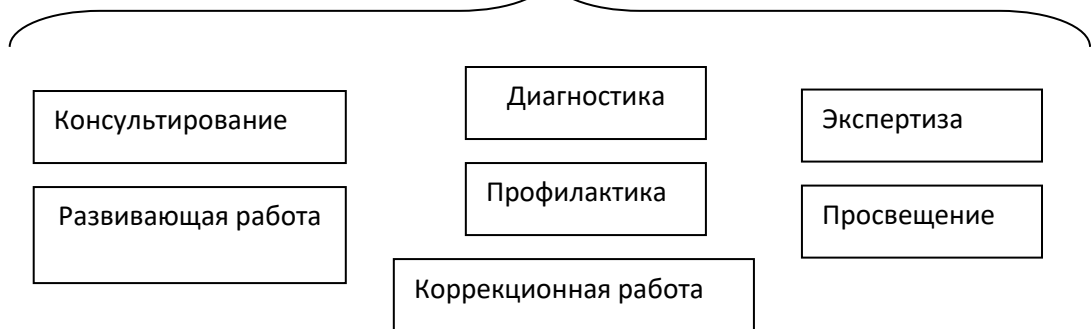 Диагностика
Консультирование
Экспертиза
Профилактика
Развивающая работа
Просвещение
Коррекционная работа